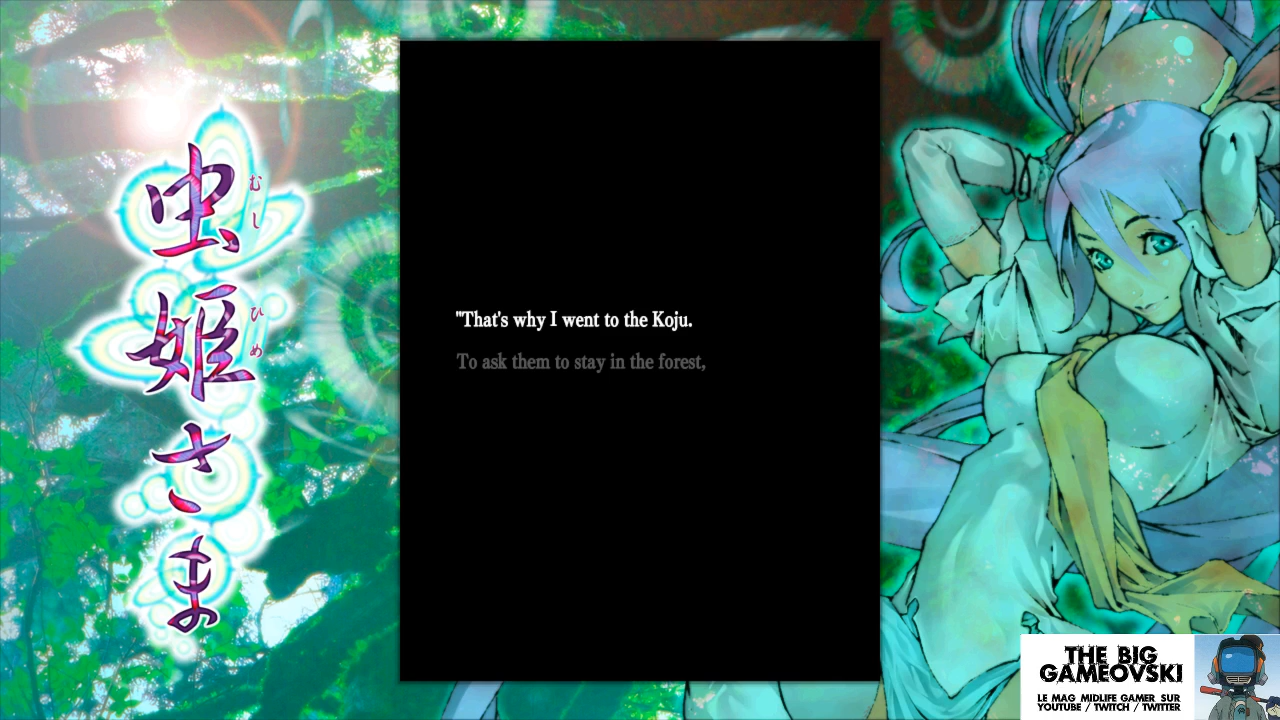 虫姫さま
むし
ひめ
"That's why I went to the Koju.
To ask them to stay in the forest,
THE BIG
GAMEOVSKI
LE MAG MIDLIFE GAMER SUR
YOUTUBE / TWITCH / TWITTER